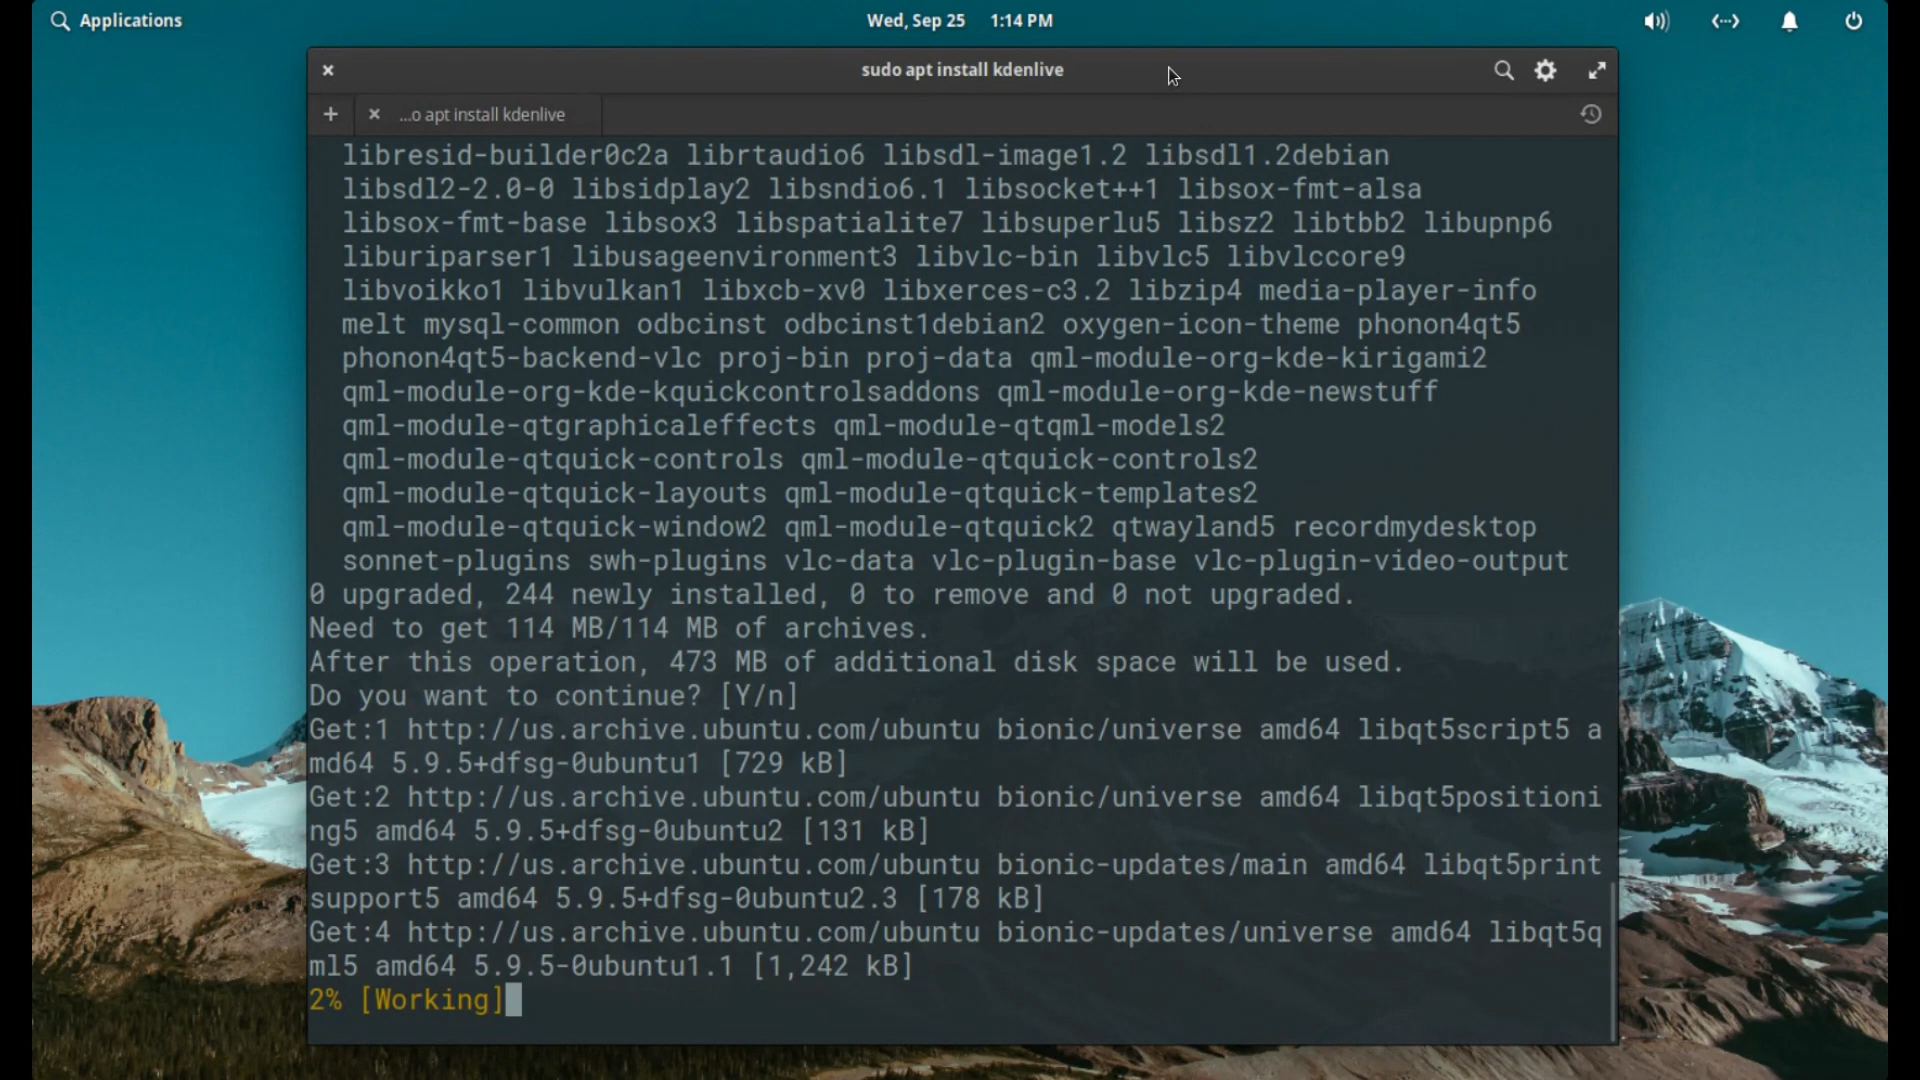 Applications
Wed, Sep 25 1:14 PM
sudo apt install kdenlive
...o apt install kdenlive
libresid-builder0c2a librtaudio6 libsdl-image1.2 libsdl1.2debian
libsdl2-2.0-0 libsidplay2 libsndio6.1 libsocket++1 libsox-fmt-alsa
libsox-fmt-base libsox3 libspatialite7 libsuperlu5 libsz2 libtbb2 libupnp6
liburiparser1 libusageenvironment3 libvlc-bin libvlc5 libvlccore9
libvoikko1 libvulkan1 libxcb-xv0 libxerces-c3.2 libzip4 media-player-info
melt mysql-common odbcinst odbcinst1debian2 oxygen-icon-theme phonon4qt5
phonon4qt5-backend-vlc proj-bin proj-data qml-module-org-kde-kirigami2
qml-module-org-kde-kquickcontrolsaddons qml-module-org-kde-newstuff
qml-module-qtgraphicaleffects qml-module-qtqml-models2
qml-module-qtquick-controls qml-module-qtquick-controls2
qml-module-qtquick-layouts qml-module-qtquick-templates2
qml-module-qtquick-window2 qml-module-qtquick2 qtwayland5 recordmydesktop
sonnet-plugins swh-plugins vlc-data vlc-plugin-base vlc-plugin-video-output
0 upgraded, 244 newly installed, 0 to remove and 0 not upgraded.
Need to get 114 MB/114 MB of archives.
After this operation, 473 MB of additional disk space will be used.
Do you want to continue? [Y/n]
Get:1 http://us.archive.ubuntu.com/ubuntu bionic/universe amd64 libqt5script5 a
md64 5.9.5+dfsg-0ubuntu1 [729 kB]
Get:2 http://us.archive.ubuntu.com/ubuntu bionic/universe amd64 libqt5positioni
ng5 amd64 5.9.5+dfsg-0ubuntu2 [131 kB]
Get:3 http://us.archive.ubuntu.com/ubuntu bionic-updates/main amd64 libqt5print
support5 amd64 5.9.5+dfsg-0ubuntu2.3 [178 kB]
Get:4 http://us.archive.ubuntu.com/ubuntu bionic-updates/universe amd64 libqt5q
ml5 amd64 5.9.5-0ubuntu1.1 [1,242 kB]
2% [Working]